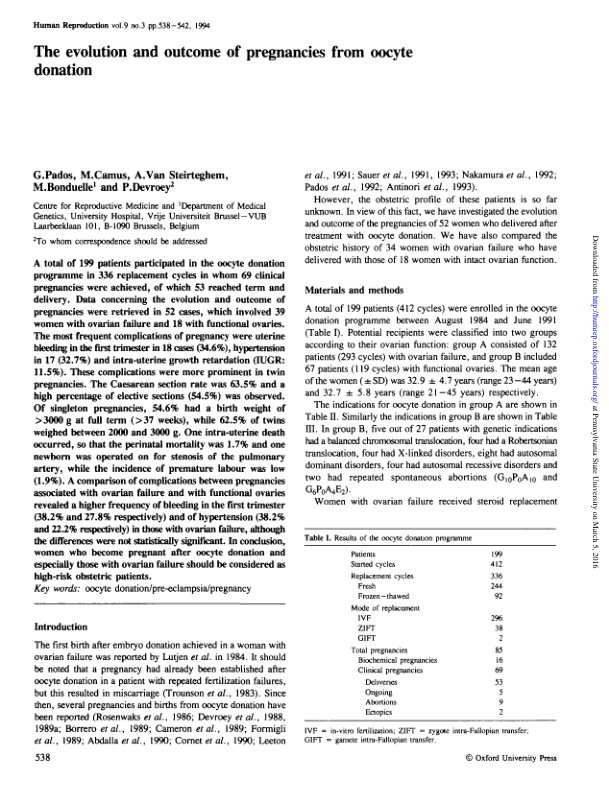 Human Reproduction vol.9 no.3 pp.538–542, 1994
The evolution and outcome of pregnancies from oocyte
donation
G.Pados, M.Camus, A.Van Steirteghem,
M.Bonduelle¹ and P.Devroey²
Centre for Reproductive Medicine and ¹Department of Medical
Genetics, University Hospital, Vrije Universiteit Brussel–VUB
Laarbeeklaan 101, B-1090 Brussels, Belgium
²To whom correspondence should be addressed
A total of 199 patients participated in the oocyte donation
programme in 336 replacement cycles in whom 69 clinical
pregnancies were achieved, of which 53 reached term and
delivery. Data concerning the evolution and outcome of
pregnancies were retrieved in 52 cases, which involved 39
women with ovarian failure and 18 with functional ovaries.
The most frequent complications of pregnancy were uterine
bleeding in the first trimester in 18 cases (34.6%), hypertension
in 17 (32.7%) and intra-uterine growth retardation (IUGR:
11.5%). These complications were more prominent in twin
pregnancies. The Caesarean section rate was 63.5% and a
high percentage of elective sections (54.5%) was observed.
Of singleton pregnancies, 54.6% had a birth weight of
>3000 g at full term (>37 weeks), while 62.5% of twins
weighed between 2000 and 3000 g. One intra-uterine death
occurred, so that the perinatal mortality was 1.7% and one
newborn was operated on for stenosis of the pulmonary
artery, while the incidence of premature labour was low
(1.9%). A comparison of complications between pregnancies
associated with ovarian failure and with functional ovaries
revealed a higher frequency of bleeding in the first trimester
(38.2% and 27.8% respectively) and of hypertension (38.2%
and 22.2% respectively) in those with ovarian failure, although
the differences were not statistically significant. In conclusion,
women who become pregnant after oocyte donation and
especially those with ovarian failure should be considered as
high-risk obstetric patients.
Key words: oocyte donation/pre-eclampsia/pregnancy
Introduction
The first birth after embryo donation achieved in a woman with
ovarian failure was reported by Lutjen et al. in 1984. It should
be noted that a pregnancy had already been established after
oocyte donation in a patient with repeated fertilization failures,
but this resulted in miscarriage (Trounson et al., 1983). Since
then, several pregnancies and births from oocyte donation have
been reported (Rosenwaks et al., 1986; Devroey et al., 1988,
1989a; Borrero et al., 1989; Cameron et al., 1989; Formigli
et al., 1989; Abdalla et al., 1990; Cornet et al., 1990; Leeton
538
et al., 1991; Sauer et al., 1991, 1993; Nakamura et al., 1992;
Pados et al., 1992; Antinori et al., 1993).
However, the obstetric profile of these patients is so far
unknown. In view of this fact, we have investigated the evolution
and outcome of the pregnancies of 52 women who delivered after
treatment with oocyte donation. We have also compared the
obstetric history of 34 women with ovarian failure who have
delivered with those of 18 women with intact ovarian function.
Materials and methods
A total of 199 patients (412 cycles) were enrolled in the oocyte
donation programme between August 1984 and June 1991
(Table I). Potential recipients were classified into two groups
according to their ovarian function: group A consisted of 132
patients (293 cycles) with ovarian failure, and group B included
67 patients (119 cycles) with functional ovaries. The mean age
of the women (± SD) was 32.9 ± 4.7 years (range 23–44 years)
and 32.7 ± 5.8 years (range 21–45 years) respectively.
The indications for oocyte donation in group A are shown in
Table II. Similarly the indications in group B are shown in Table
III. In group B, five out of 27 patients with genetic indications
had a balanced chromosomal translocation, four had a Robertsonian
translocation, four had X-linked disorders, eight had autosomal
dominant disorders, four had autosomal recessive disorders and
two had repeated spontaneous abortions (G₁₀P₀A₁₀ and
G₆P₀A₄E₂).
Women with ovarian failure received steroid replacement
Table I. Results of the oocyte donation programme
Patients 199
Started cycles 412
Replacement cycles 336
Fresh 244
Frozen–thawed 92
Mode of replacement
IVF 296
ZIFT 38
GIFT 2
Total pregnancies 85
Biochemical pregnancies 16
Clinical pregnancies 69
Deliveries 53
Ongoing 5
Abortions 9
Ectopics 2
IVF = in-vitro fertilization; ZIFT = zygote intra-Fallopian transfer;
GIFT = gamete intra-Fallopian transfer.
© Oxford University Press
Downloaded from http://humrep.oxfordjournals.org/ at Pennsylvania State University on March 5, 2016